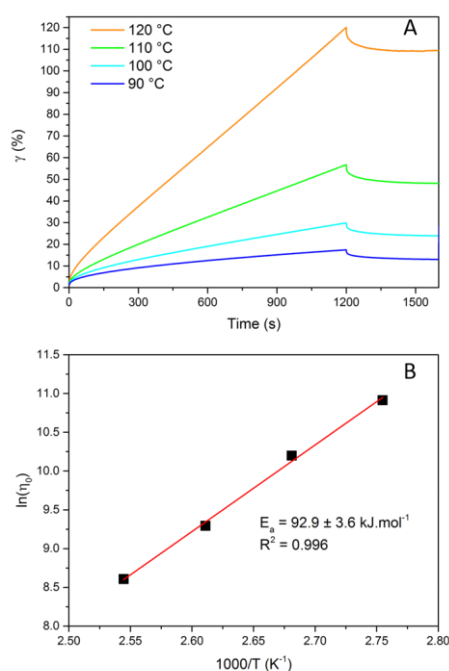 A
120 °C
110 °C
100 °C
90 °C
γ (%)
120
110
100
90
80
70
60
50
40
30
20
10
0
0 300 600 900 1200 1500
Time (s)
B
ln(η₀)
11.5
11.0
10.5
10.0
9.5
9.0
8.5
8.0
Eₐ = 92.9 ± 3.6 kJ.mol⁻¹
R² = 0.996
2.50 2.55 2.60 2.65 2.70 2.75 2.80
1000/T (K⁻¹)